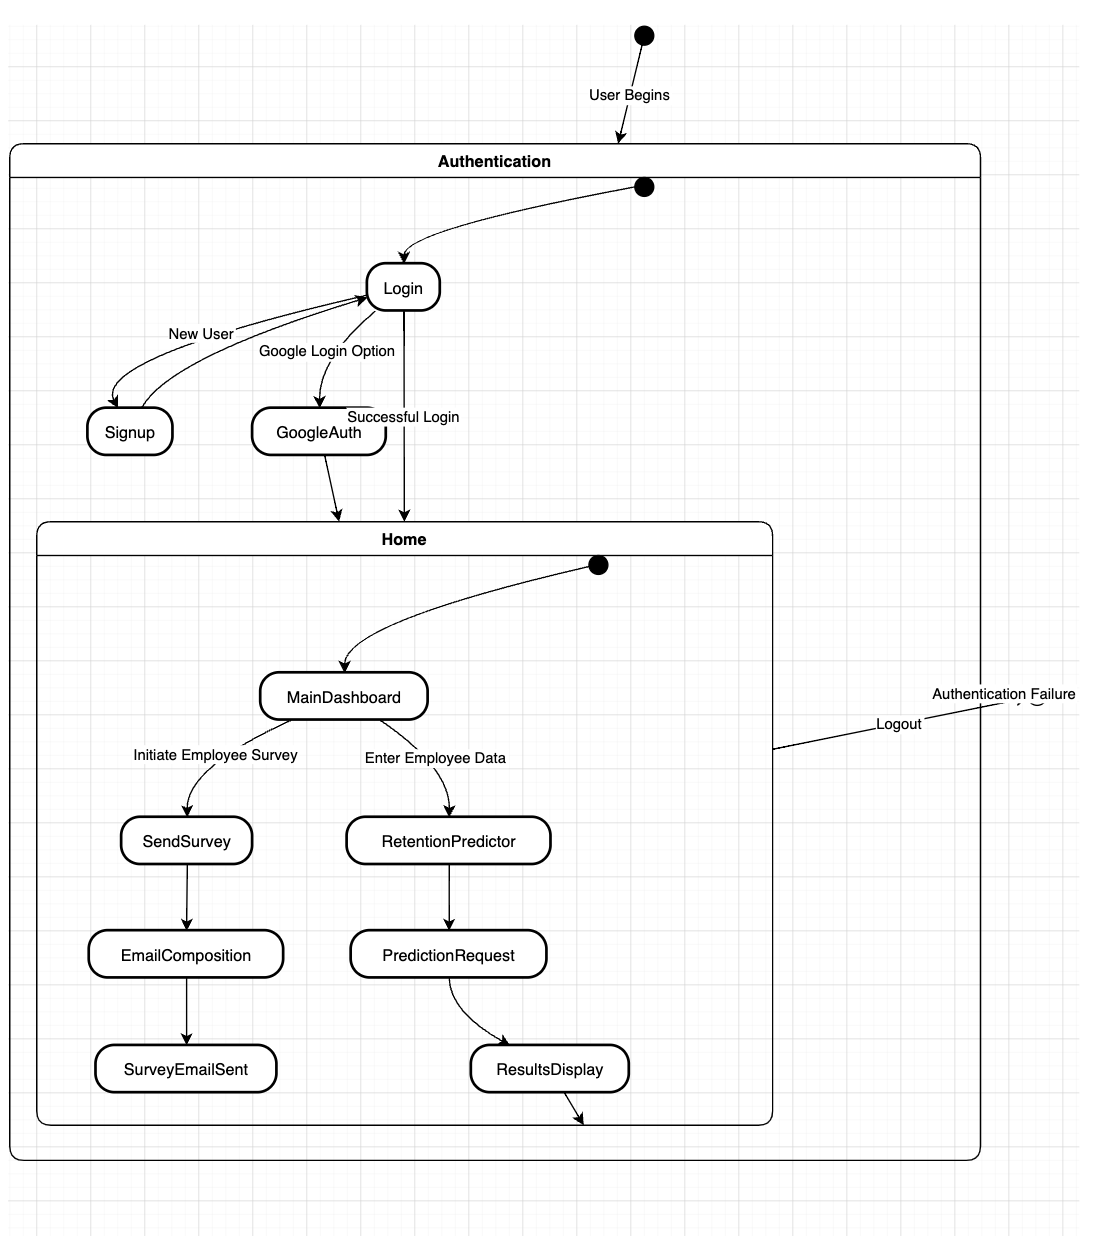 User Begins
Authentication
Login
New User
Google Login Option
Successful Login
Signup
GoogleAuth
Home
MainDashboard
Authentication Failure
Logout
Initiate Employee Survey
Enter Employee Data
SendSurvey
RetentionPredictor
EmailComposition
PredictionRequest
SurveyEmailSent
ResultsDisplay